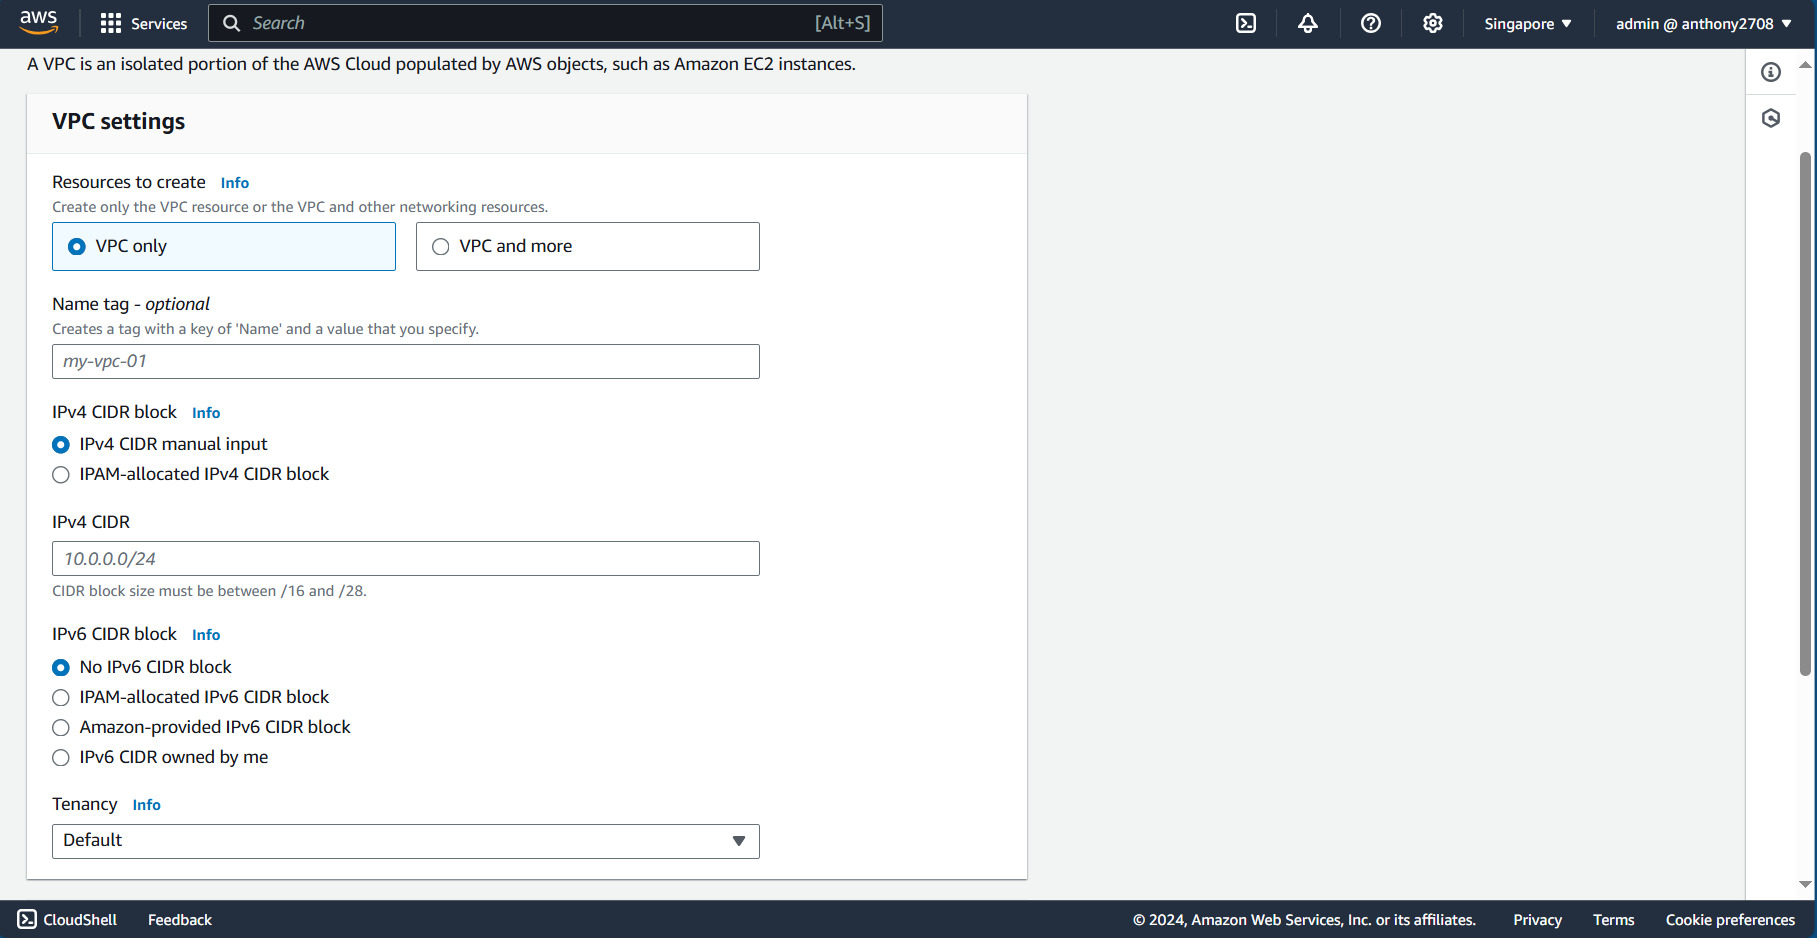 aws
Services
Search
[Alt+S]
Singapore
admin @ anthony2708
A VPC is an isolated portion of the AWS Cloud populated by AWS objects, such as Amazon EC2 instances.
VPC settings
Resources to create Info
Create only the VPC resource or the VPC and other networking resources.
VPC only
VPC and more
Name tag - optional
Creates a tag with a key of 'Name' and a value that you specify.
my-vpc-01
IPv4 CIDR block Info
IPv4 CIDR manual input
IPAM-allocated IPv4 CIDR block
IPv4 CIDR
10.0.0.0/24
CIDR block size must be between /16 and /28.
IPv6 CIDR block Info
No IPv6 CIDR block
IPAM-allocated IPv6 CIDR block
Amazon-provided IPv6 CIDR block
IPv6 CIDR owned by me
Tenancy Info
Default
CloudShell
Feedback
© 2024, Amazon Web Services, Inc. or its affiliates.
Privacy
Terms
Cookie preferences